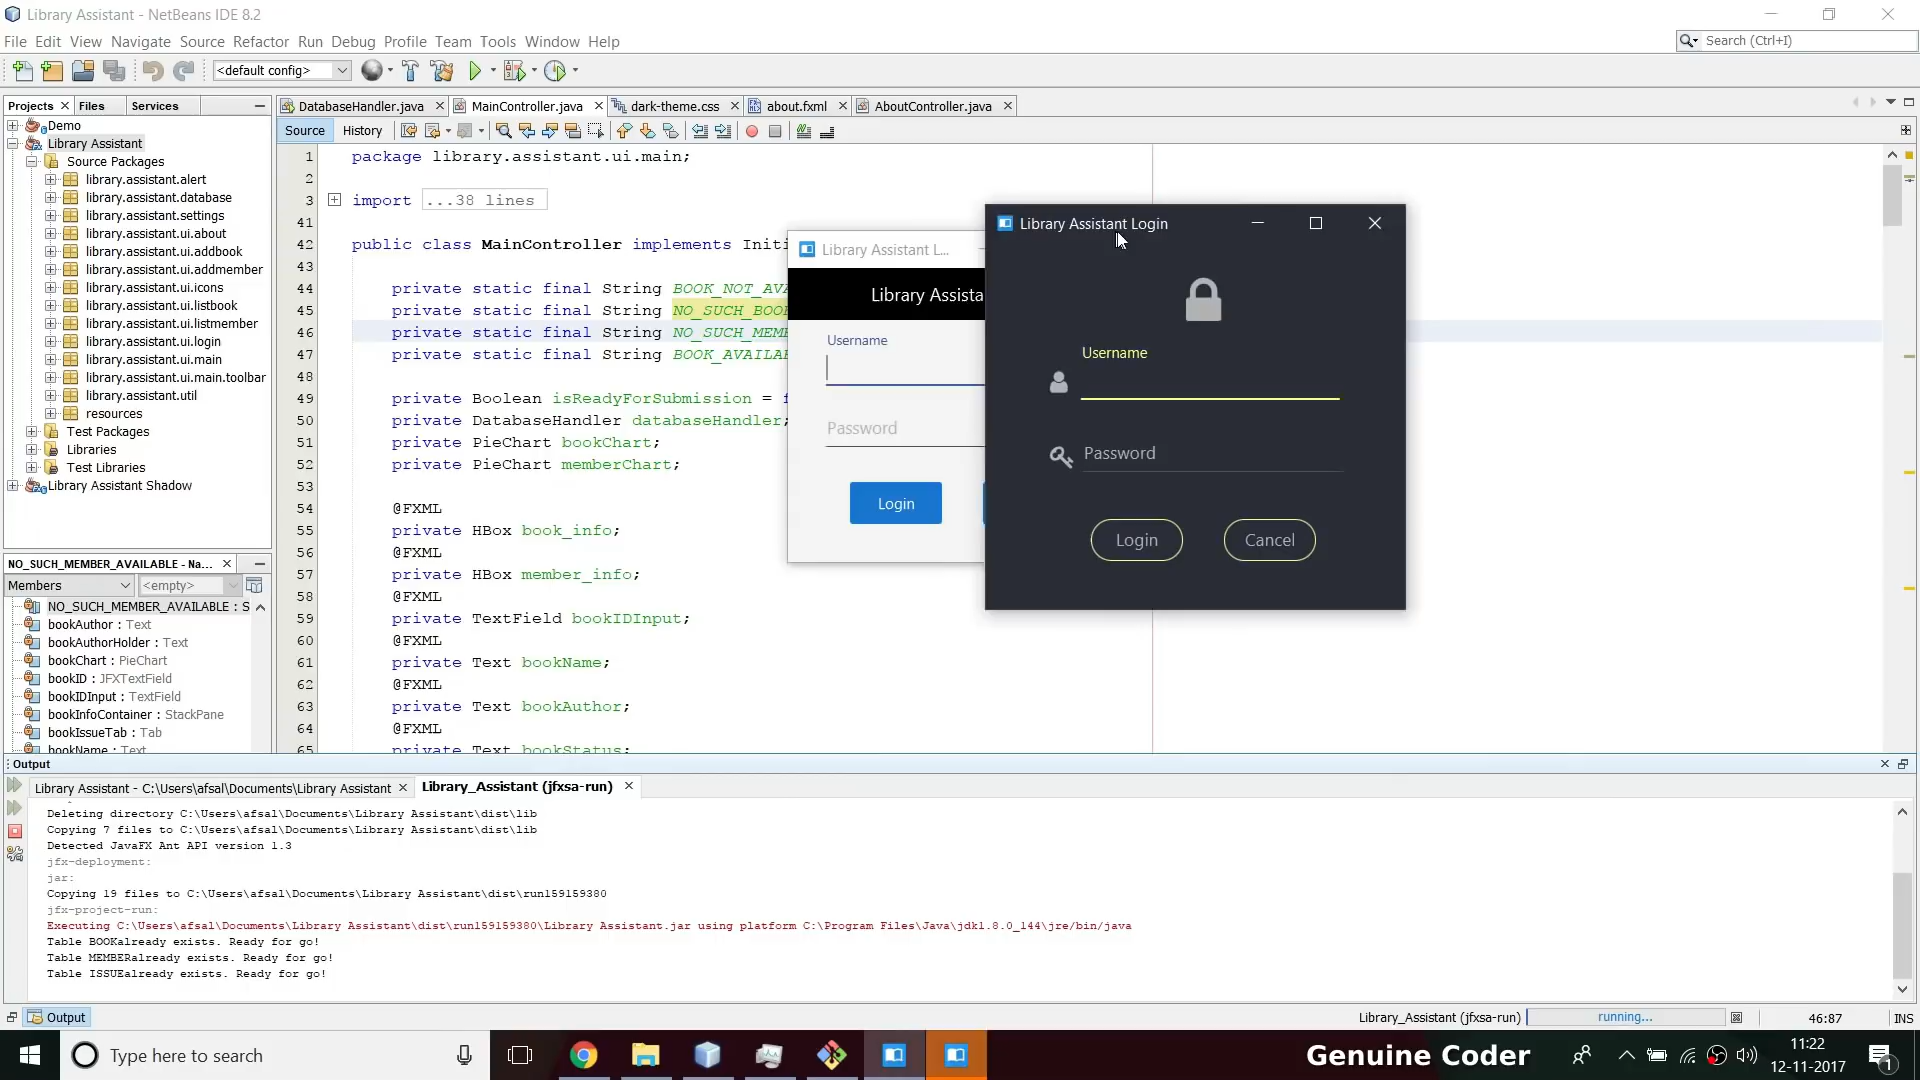 Library Assistant - NetBeans IDE 8.2
File Edit View Navigate Source Refactor Run Debug Profile Team Tools Window Help
Search (Ctrl+I)
<default config>
Projects Files Services
DatabaseHandler.java MainController.java dark-theme.css about.fxml AboutController.java
Source History
Demo
Library Assistant
Source Packages
library.assistant.alert
library.assistant.database
library.assistant.settings
library.assistant.ui.about
library.assistant.ui.addbook
library.assistant.ui.addmember
library.assistant.ui.icons
library.assistant.ui.listbook
library.assistant.ui.listmember
library.assistant.ui.login
library.assistant.ui.main
library.assistant.ui.main.toolbar
library.assistant.util
resources
Test Packages
Libraries
Test Libraries
Library Assistant Shadow
NO_SUCH_MEMBER_AVAILABLE - Na...
Members <empty>
NO_SUCH_MEMBER_AVAILABLE : S
bookAuthor : Text
bookAuthorHolder : Text
bookChart : PieChart
bookID : JFXTextField
bookIDInput : TextField
bookInfoContainer : StackPane
bookIssueTab : Tab
bookName : Text
1 package library.assistant.ui.main;
2
3 import ...38 lines
41
42 public class MainController implements Initi
43
44 private static final String BOOK_NOT_AVA
45 private static final String NO_SUCH_BOO
46 private static final String NO_SUCH_MEMB
47 private static final String BOOK_AVAILA
48
49 private Boolean isReadyForSubmission = f
50 private DatabaseHandler databaseHandler;
51 private PieChart bookChart;
52 private PieChart memberChart;
53
54 @FXML
55 private HBox book_info;
56 @FXML
57 private HBox member_info;
58 @FXML
59 private TextField bookIDInput;
60 @FXML
61 private Text bookName;
62 @FXML
63 private Text bookAuthor;
64 @FXML
65 private Text bookStatus;
Library Assistant L...
Library Assista
Username
Password
Login
Library Assistant Login
Username
Password
Login Cancel
Output
Library Assistant - C:\Users\afsal\Documents\Library Assistant Library_Assistant (jfxsa-run)
Deleting directory C:\Users\afsal\Documents\Library Assistant\dist\lib
Copying 7 files to C:\Users\afsal\Documents\Library Assistant\dist\lib
Detected JavaFX Ant API version 1.3
jfx-deployment:
jar:
Copying 19 files to C:\Users\afsal\Documents\Library Assistant\dist\run159159380
jfx-project-run:
Executing C:\Users\afsal\Documents\Library Assistant\dist\run159159380\Library Assistant.jar using platform C:\Program Files\Java\jdk1.8.0_144\jre/bin/java
Table BOOKalready exists. Ready for go!
Table MEMBERalready exists. Ready for go!
Table ISSUEalready exists. Ready for go!
Output
Library_Assistant (jfxsa-run) running... 46:87 INS
Type here to search
Genuine Coder
11:22
12-11-2017
1